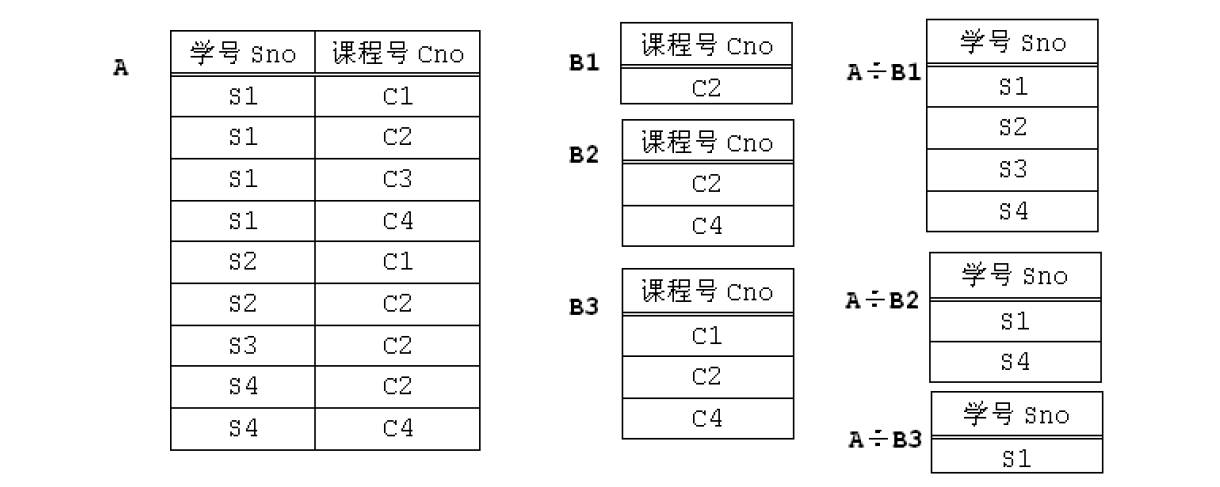 A
学号 Sno 课程号 Cno
S1 C1
S1 C2
S1 C3
S1 C4
S2 C1
S2 C2
S3 C2
S4 C2
S4 C4
B1
课程号 Cno
C2
B2
课程号 Cno
C2
C4
B3
课程号 Cno
C1
C2
C4
A÷B1
学号 Sno
S1
S2
S3
S4
A÷B2
学号 Sno
S1
S4
A÷B3
学号 Sno
S1